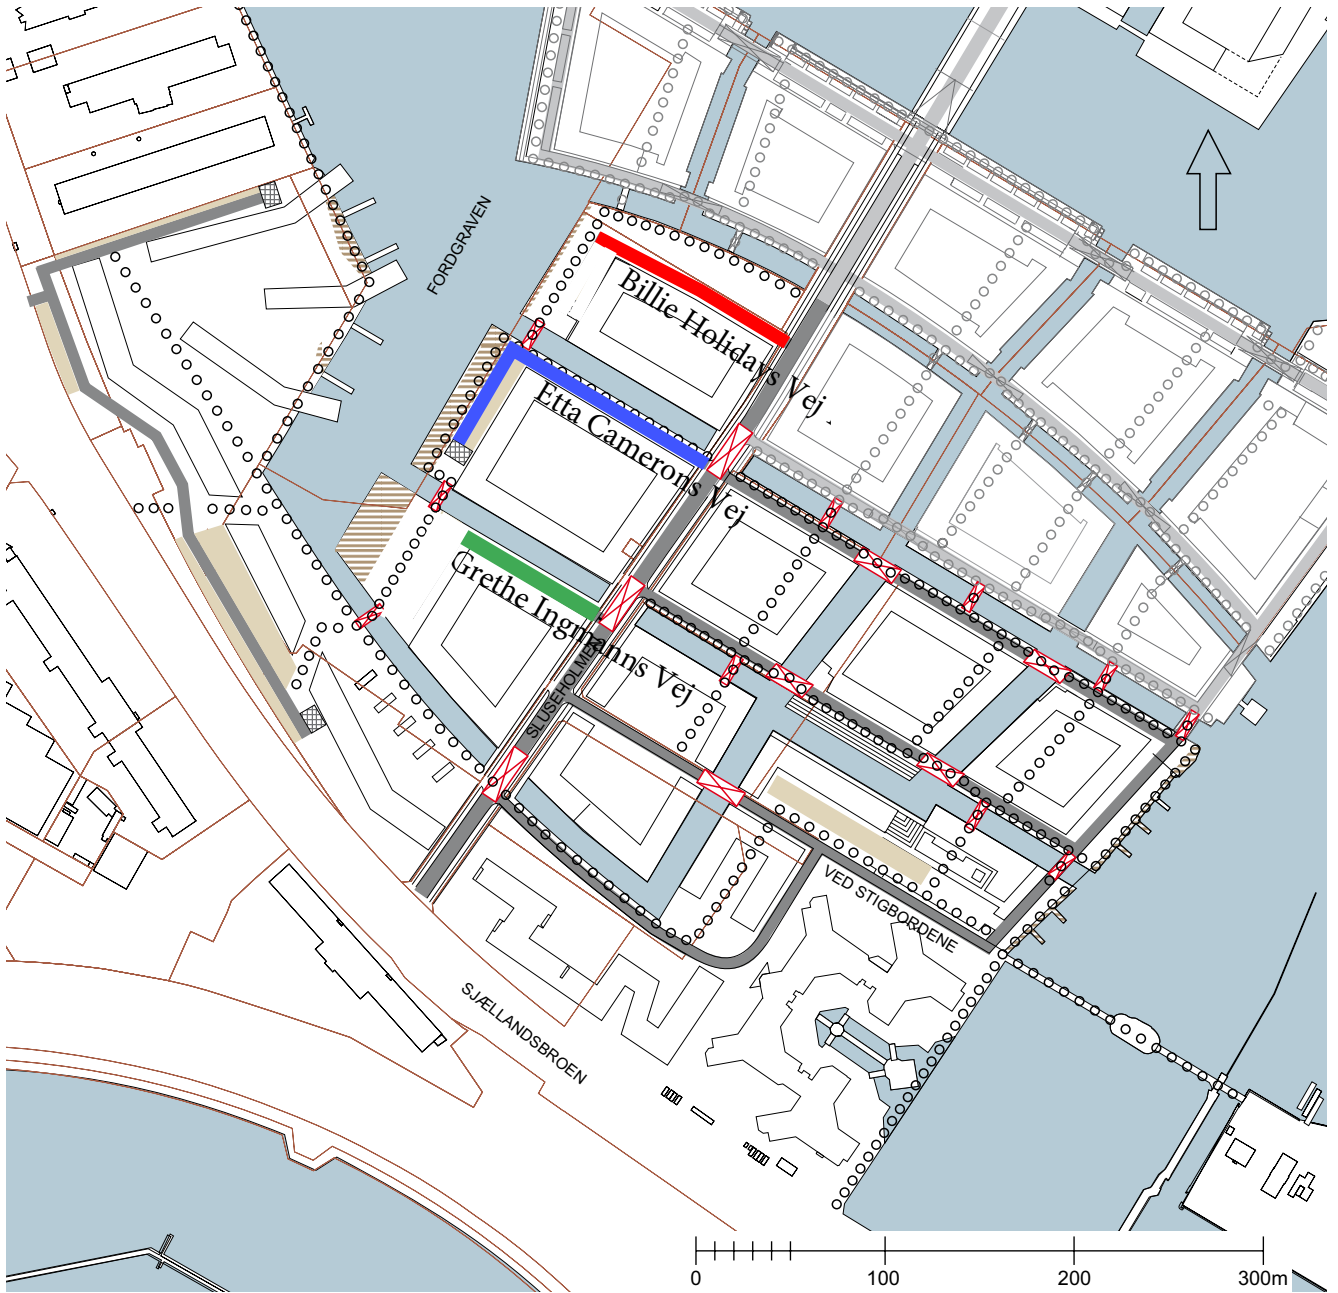 FORDGRAVEN
Billie Holidays Vej
Etta Camerons Vej
Grethe Ingmanns Vej
SLUSEHOLMEN
VED STIGBORDENE
SJÆLLANDSBROEN
0 100 200 300m